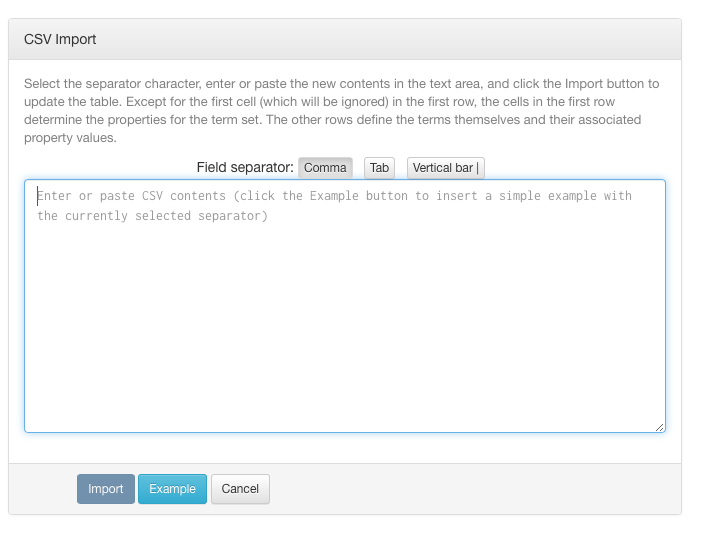 CSV Import
Select the separator character, enter or paste the new contents in the text area, and click the Import button to
update the table. Except for the first cell (which will be ignored) in the first row, the cells in the first row
determine the properties for the term set. The other rows define the terms themselves and their associated
property values.
Field separator: Comma Tab Vertical bar |
Enter or paste CSV contents (click the Example button to insert a simple example with
the currently selected separator)
Import Example Cancel